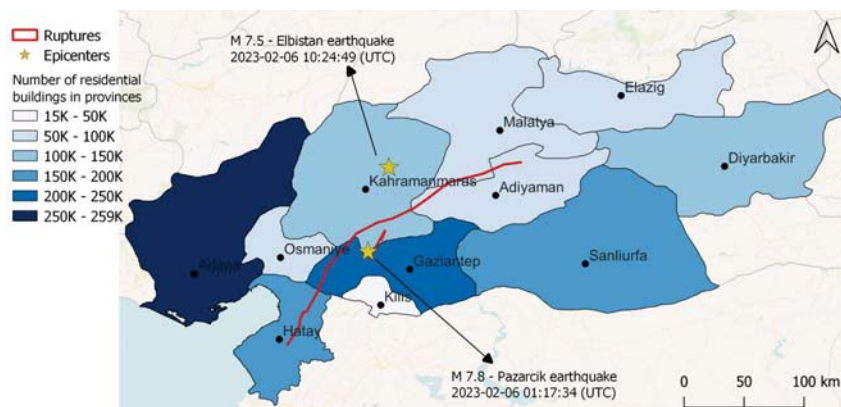 Ruptures
Epicenters
Number of residential
buildings in provinces
15K - 50K
50K - 100K
100K - 150K
150K - 200K
200K - 250K
250K - 259K
M 7.5 - Elbistan earthquake
2023-02-06 10:24:49 (UTC)
Elazig
Malatya
Diyarbakir
Kahramanmaras
Adiyaman
Osmaniye
Gaziantep
Sanliurfa
Adana
Kilis
Hatay
M 7.8 - Pazarcik earthquake
2023-02-06 01:17:34 (UTC)
0 50 100 km